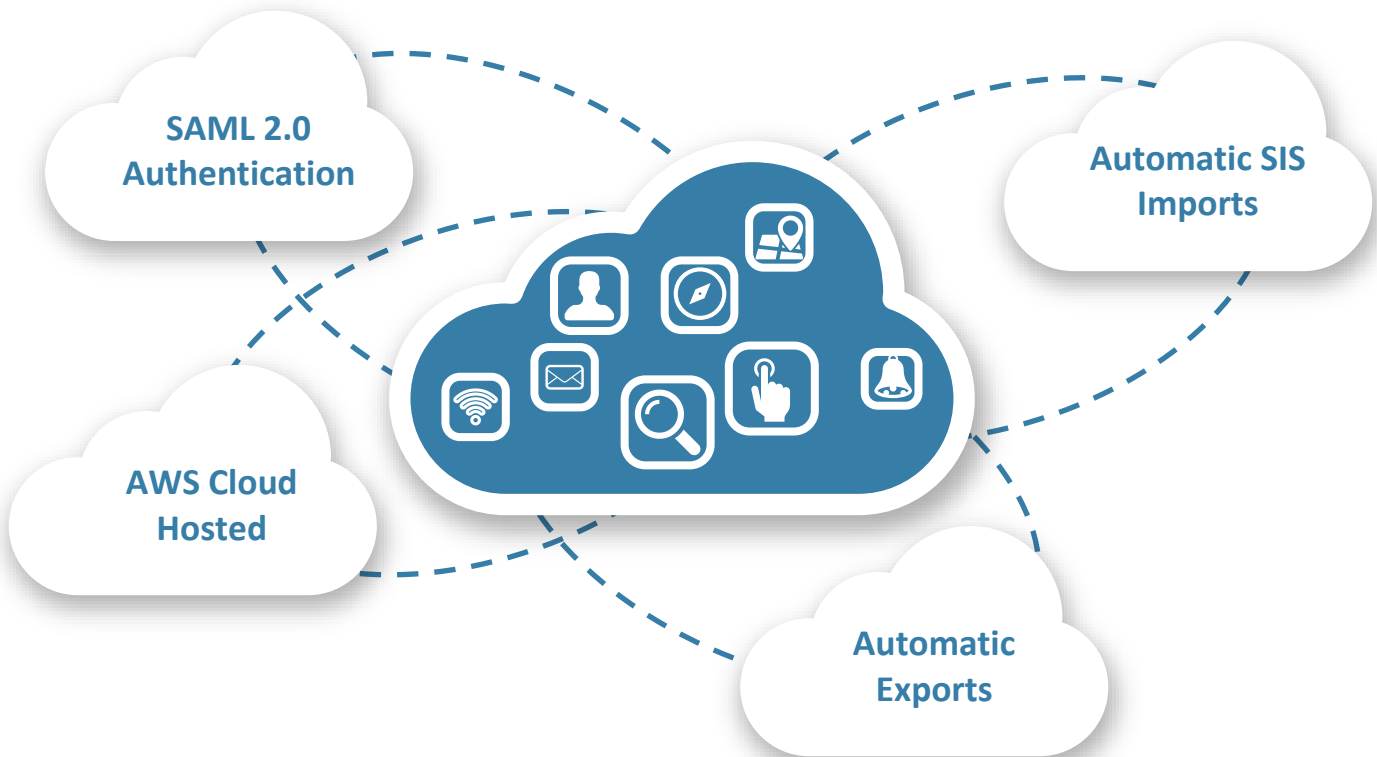 SAML 2.0
Authentication
Automatic SIS
Imports
AWS Cloud
Hosted
Automatic
Exports